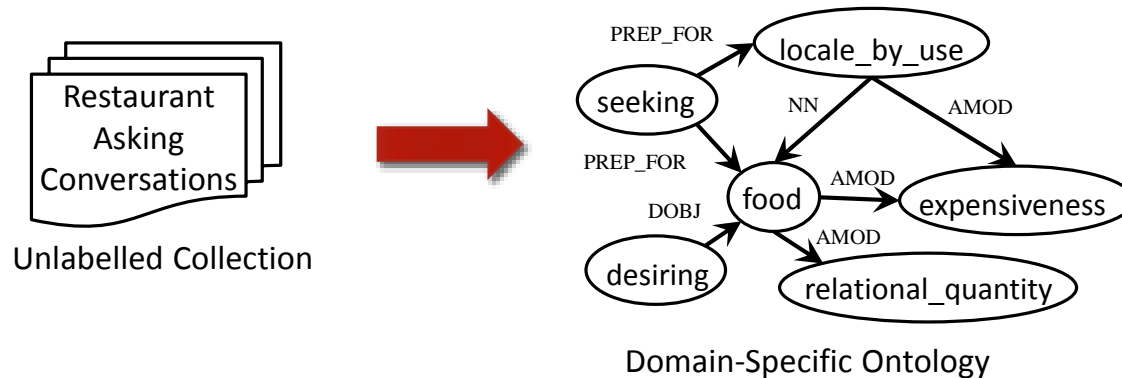 Restaurant
Asking
Conversations
Unlabelled Collection
PREP_FOR
locale_by_use
seeking
NN
AMOD
PREP_FOR
food
AMOD
expensiveness
DOBJ
AMOD
desiring
relational_quantity
Domain-Specific Ontology